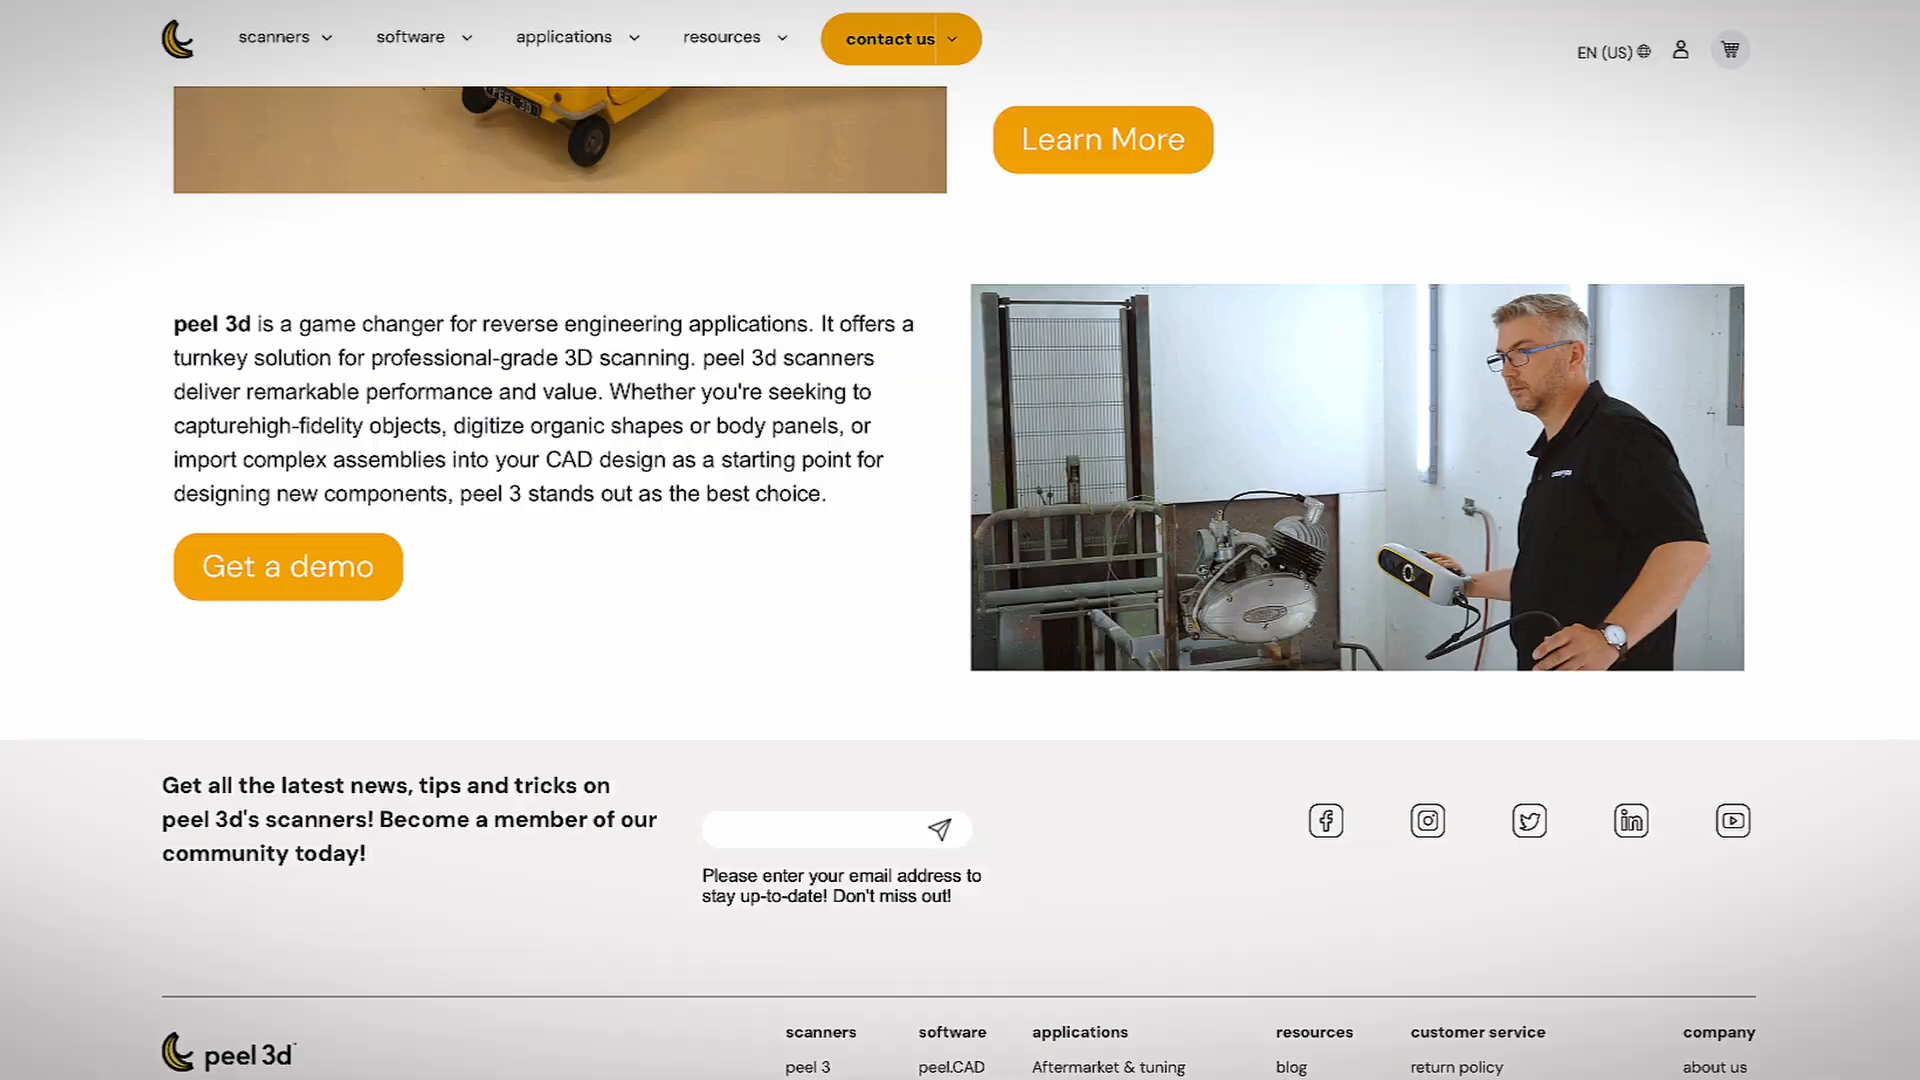 scanners
software
applications
resources
contact us
EN (US)
PEEL 3D
Learn More
peel 3d is a game changer for reverse engineering applications. It offers a
turnkey solution for professional-grade 3D scanning. peel 3d scanners
deliver remarkable performance and value. Whether you're seeking to
capturehigh-fidelity objects, digitize organic shapes or body panels, or
import complex assemblies into your CAD design as a starting point for
designing new components, peel 3 stands out as the best choice.
Get a demo
Get all the latest news, tips and tricks on
peel 3d's scanners! Become a member of our
community today!
Please enter your email address to
stay up-to-date! Don't miss out!
peel 3d
scanners
peel 3
software
peel.CAD
applications
Aftermarket & tuning
resources
blog
customer service
return policy
company
about us